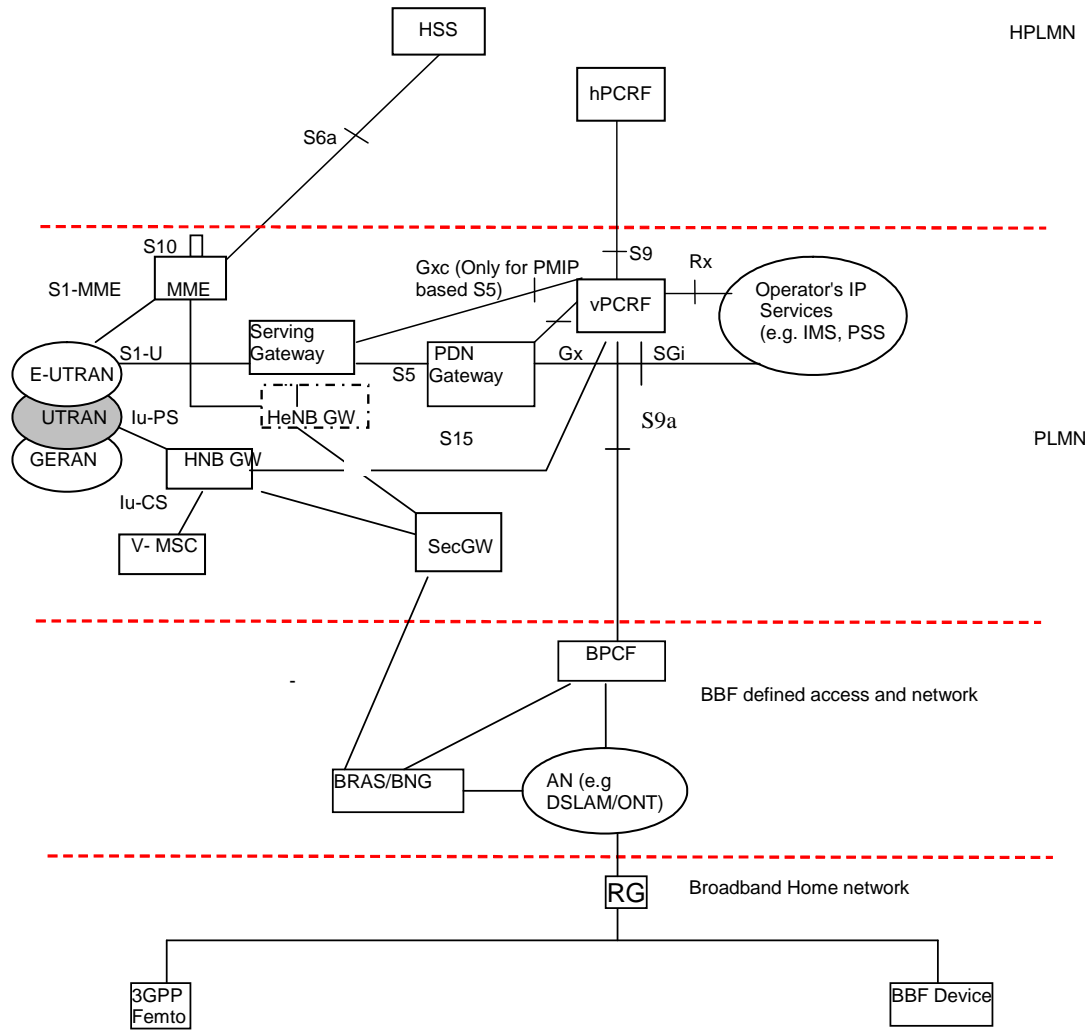 HSS
HPLMN
hPCRF
S6a
S10
S9
Rx
Gxc (Only for PMIP
based S5)
S1-MME
MME
vPCRF
Operator's IP
Services
(e.g. IMS, PSS
Serving
Gateway
S1-U
PDN
Gateway
Gx
SGi
S5
E-UTRAN
UTRAN
Iu-PS
HeNB GW
S9a
S15
PLMN
GERAN
HNB GW
Iu-CS
V- MSC
SecGW
BPCF
-
BBF defined access and network
BRAS/BNG
AN (e.g
DSLAM/ONT)
RG
Broadband Home network
3GPP
Femto
BBF Device